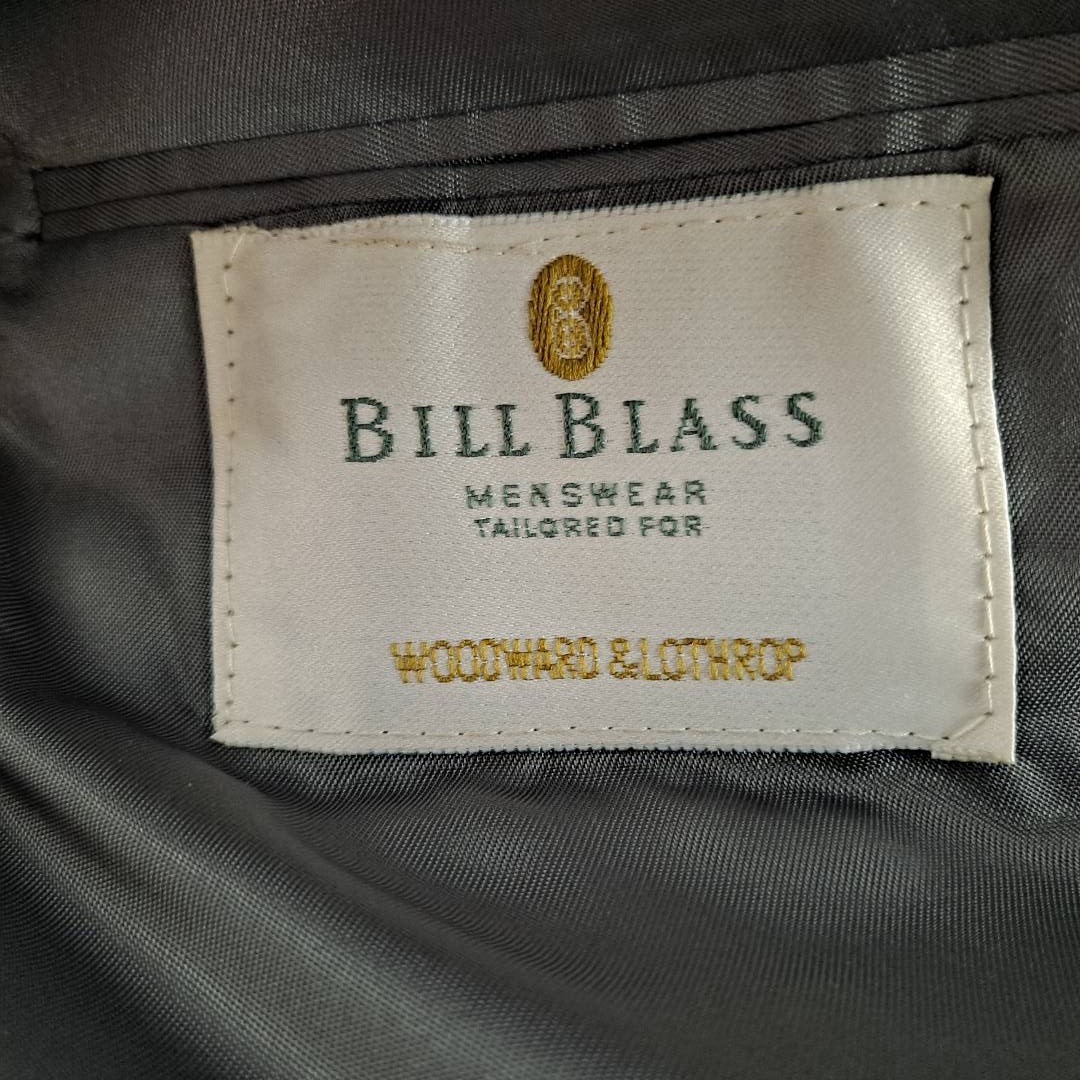 BILL BLASS
MENSWEAR
TAILORED FOR
WOODWARD & LOTHROP